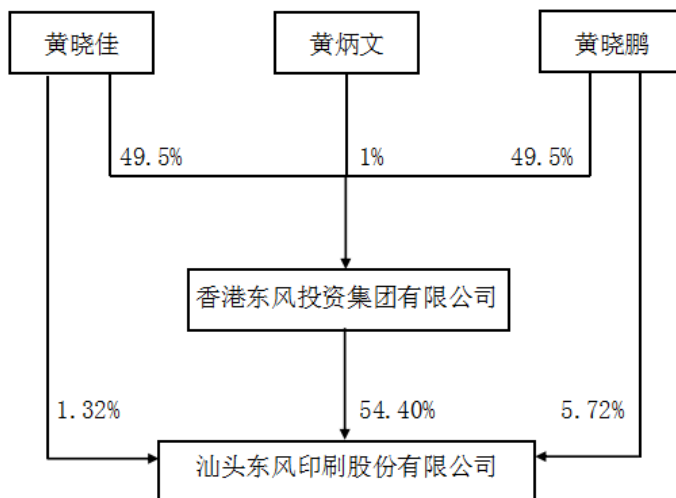 黄晓佳
黄炳文
黄晓鹏
49.5%
1%
49.5%
香港东风投资集团有限公司
1.32%
54.40%
5.72%
汕头东风印刷股份有限公司